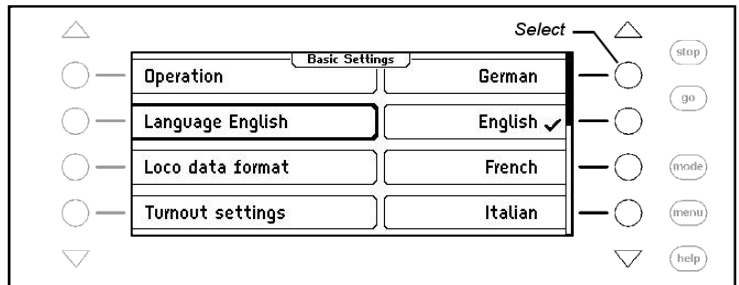 Select
stop
Basic Settings
Operation German
go
Language English English ✓
Loco data format French
mode
Turnout settings Italian
menu
help